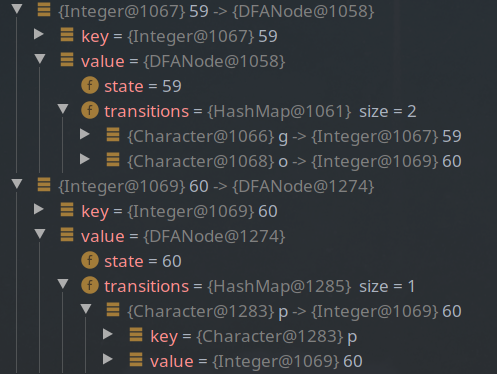 {Integer@1067} 59 -> {DFANode@1058}
key = {Integer@1067} 59
value = {DFANode@1058}
f state = 59
f transitions = {HashMap@1061} size = 2
{Character@1066} g -> {Integer@1067} 59
{Character@1068} o -> {Integer@1069} 60
{Integer@1069} 60 -> {DFANode@1274}
key = {Integer@1069} 60
value = {DFANode@1274}
f state = 60
f transitions = {HashMap@1285} size = 1
{Character@1283} p -> {Integer@1069} 60
key = {Character@1283} p
value = {Integer@1069} 60